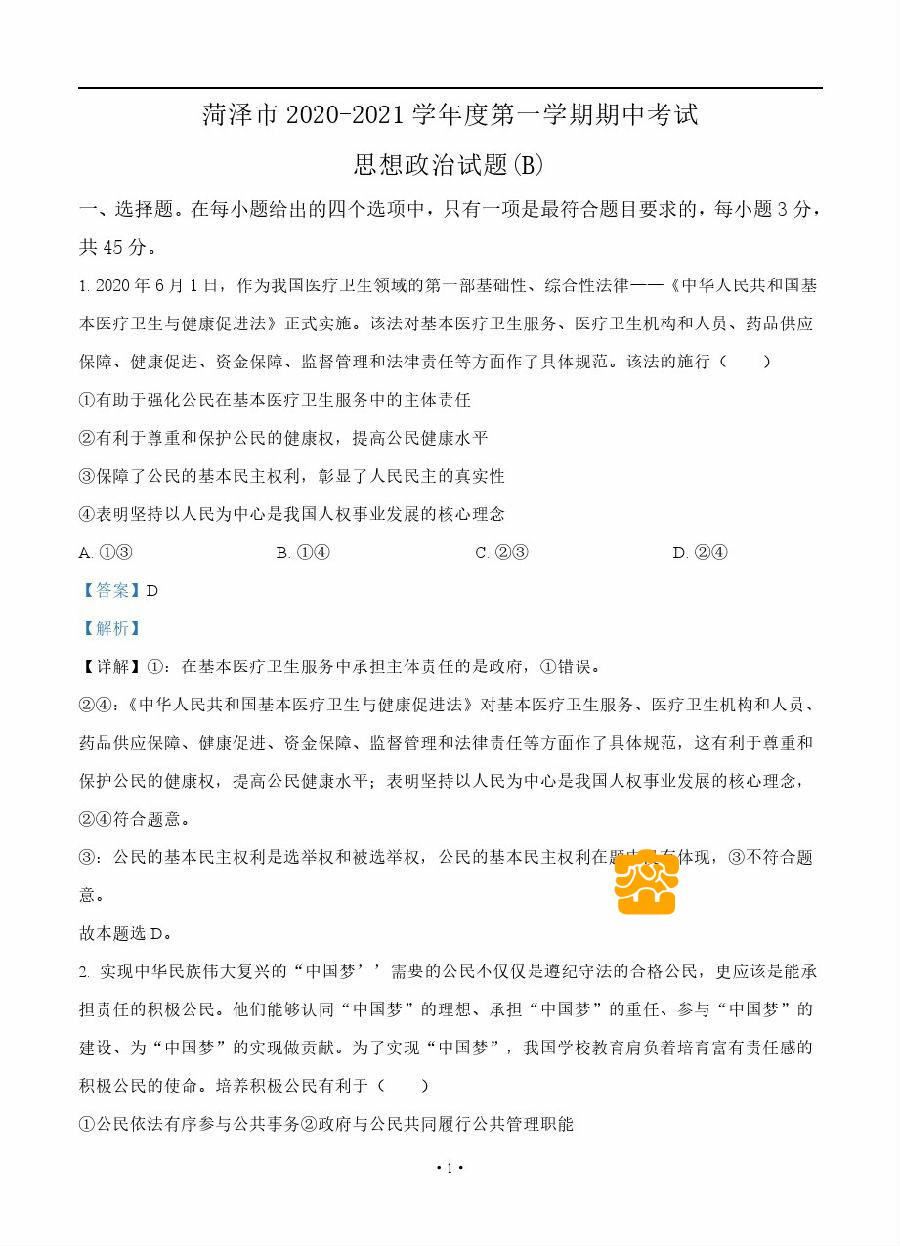 菏泽市 2020-2021 学年度第一学期期中考试
思想政治试题(B)
一、选择题。在每小题给出的四个选项中，只有一项是最符合题目要求的，每小题 3 分，
共 45 分。
1. 2020 年 6 月 1 日，作为我国医疗卫生领域的第一部基础性、综合性法律——《中华人民共和国基
本医疗卫生与健康促进法》正式实施。该法对基本医疗卫生服务、医疗卫生机构和人员、药品供应
保障、健康促进、资金保障、监督管理和法律责任等方面作了具体规范。该法的施行（　　）
①有助于强化公民在基本医疗卫生服务中的主体责任
②有利于尊重和保护公民的健康权，提高公民健康水平
③保障了公民的基本民主权利，彰显了人民民主的真实性
④表明坚持以人民为中心是我国人权事业发展的核心理念
A. ①③ B. ①④ C. ②③ D. ②④
【答案】D
【解析】
【详解】①：在基本医疗卫生服务中承担主体责任的是政府，①错误。
②④：《中华人民共和国基本医疗卫生与健康促进法》对基本医疗卫生服务、医疗卫生机构和人员、
药品供应保障、健康促进、资金保障、监督管理和法律责任等方面作了具体规范，这有利于尊重和
保护公民的健康权，提高公民健康水平；表明坚持以人民为中心是我国人权事业发展的核心理念，
②④符合题意。
③：公民的基本民主权利是选举权和被选举权，公民的基本民主权利在题体现，③不符合题
意。
故本题选 D。
2. 实现中华民族伟大复兴的“中国梦’’需要的公民不仅仅是遵纪守法的合格公民，更应该是能承
担责任的积极公民。他们能够认同“中国梦”的理想、承担“中国梦”的重任、参与“中国梦”的
建设、为“中国梦”的实现做贡献。为了实现“中国梦”，我国学校教育肩负着培育富有责任感的
积极公民的使命。培养积极公民有利于（　　）
①公民依法有序参与公共事务②政府与公民共同履行公共管理职能
•1•